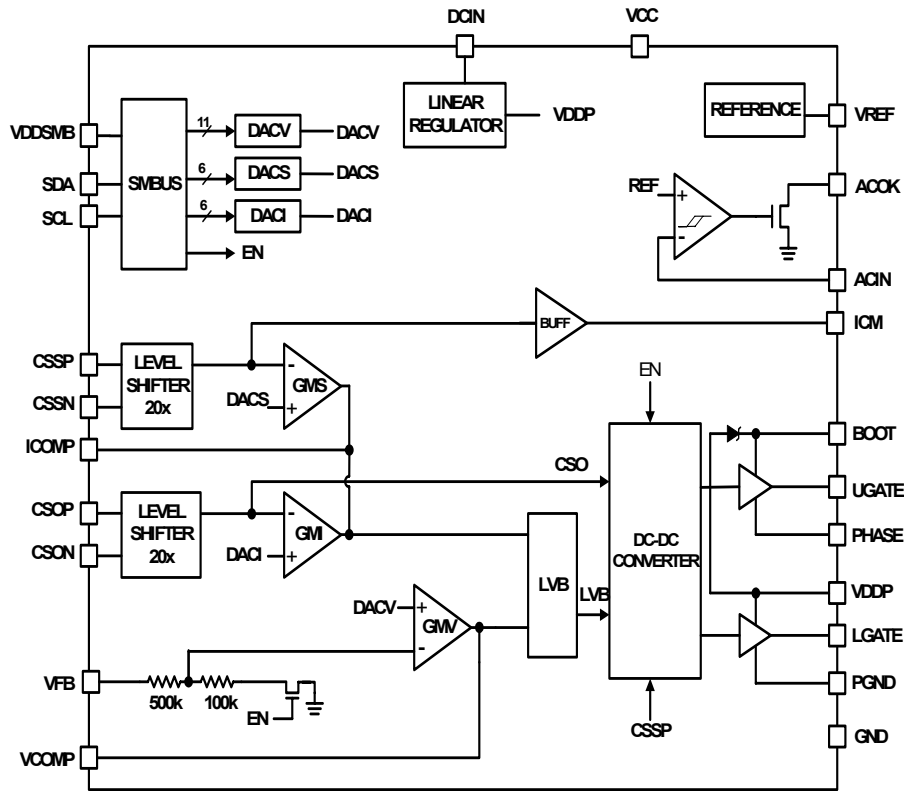 DCIN
VCC
LINEAR
REGULATOR
VDDP
REFERENCE
VREF
VDDSMB
SDA
SCL
SMBUS
11
DACV
DACV
6
DACS
DACS
6
DACI
DACI
EN
REF
+
-
ACOK
ACIN
BUFF
ICM
CSSP
CSSN
LEVEL
SHIFTER
20x
-
GMS
DACS
+
ICOMP
EN
BOOT
UGATE
PHASE
CSOP
CSON
LEVEL
SHIFTER
20x
CSO
-
GMI
DACI
+
LVB
LVB
DC-DC
CONVERTER
VDDP
LGATE
PGND
DACV
+
GMV
-
VFB
500k
100k
EN
CSSP
GND
VCOMP